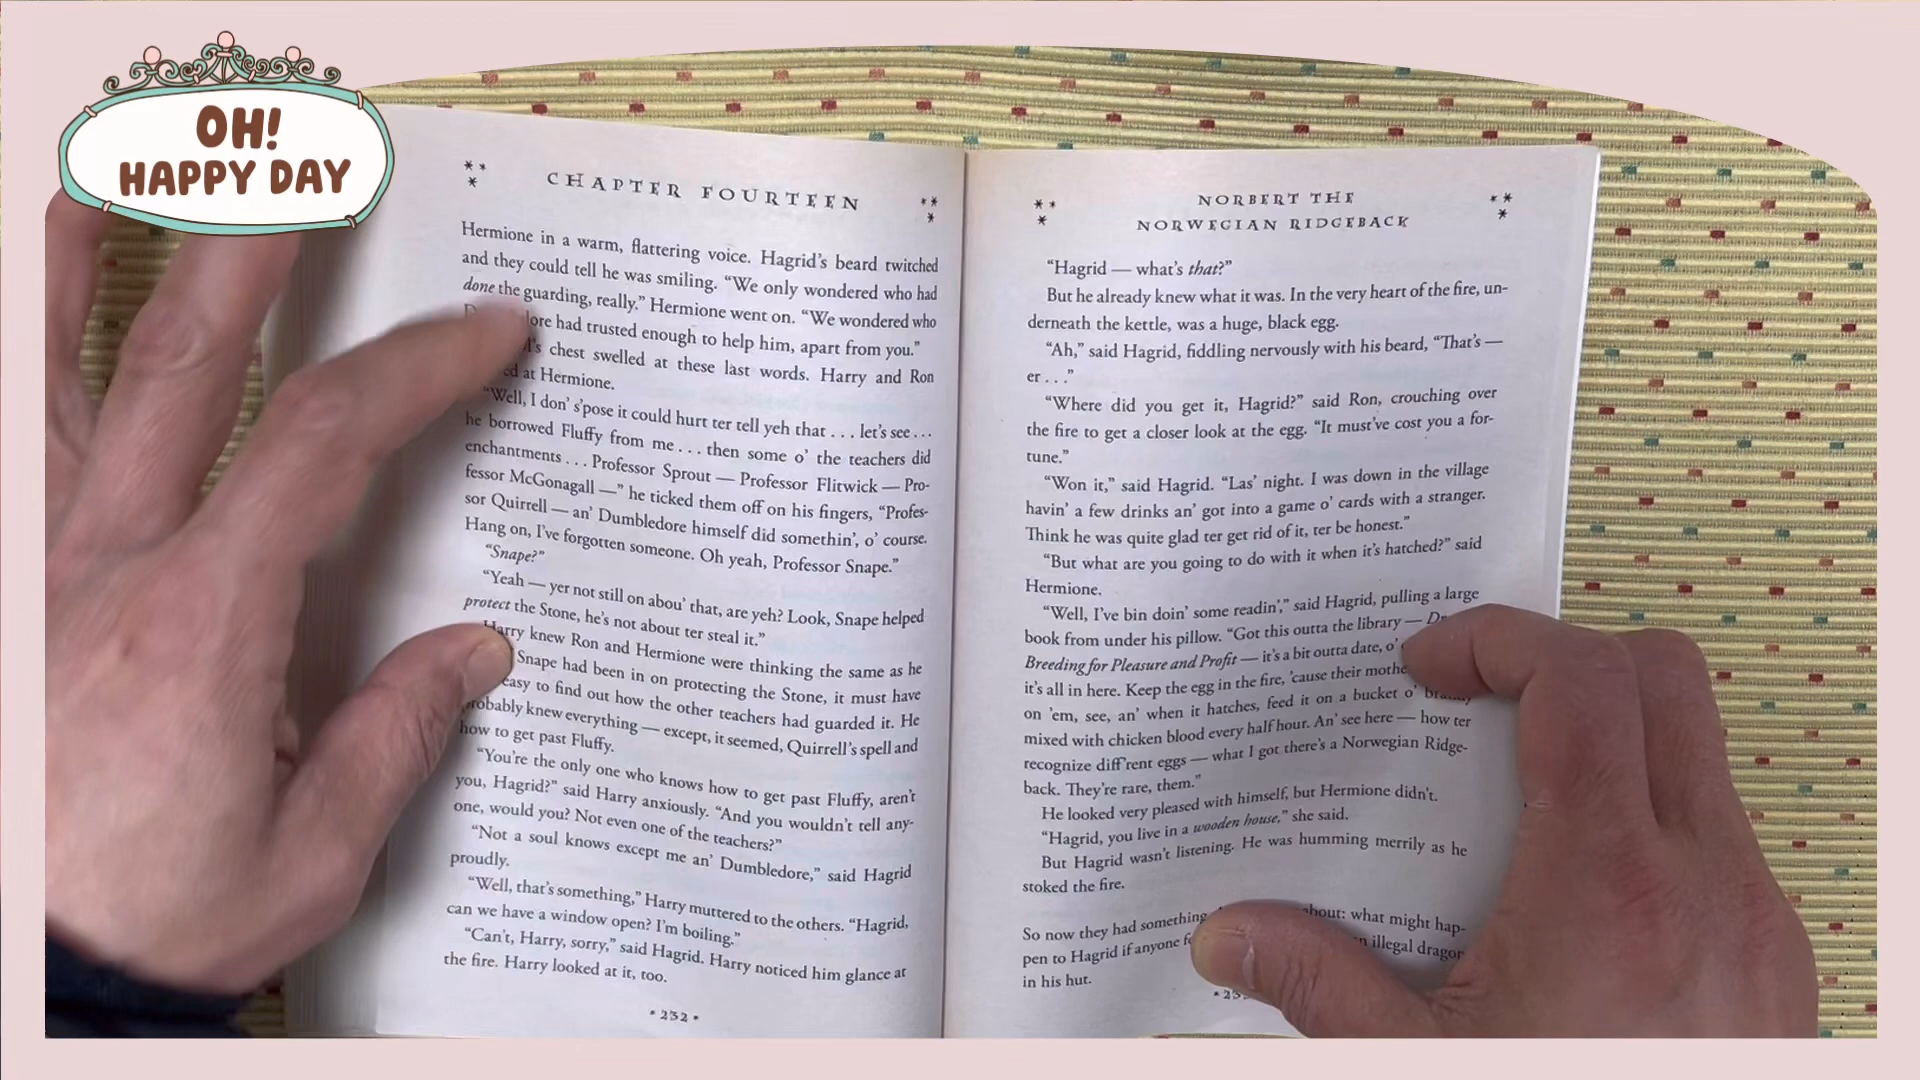 OH!
HAPPY DAY
CHAPTER FOURTEEN
Hermione in a warm, flattering voice. Hagrid's beard twitched
and they could tell he was smiling. “We only wondered who had
done the guarding, really.” Hermione went on. “We wondered who
had trusted enough to help him, apart from you.”
chest swelled at these last words. Harry and Ron
at Hermione.
“Well, I don' s'pose it could hurt ter tell yeh that . . . let's see . . .
he borrowed Fluffy from me . . . then some o' the teachers did
enchantments . . . Professor Sprout — Professor Flitwick — Pro-
fessor McGonagall —” he ticked them off on his fingers, “Profes-
sor Quirrell — an' Dumbledore himself did somethin', o' course.
Hang on, I've forgotten someone. Oh yeah, Professor Snape.”
“Snape?”
“Yeah — yer not still on abou' that, are yeh? Look, Snape helped
protect the Stone, he's not about ter steal it.”
Harry knew Ron and Hermione were thinking the same as he
Snape had been in on protecting the Stone, it must have
easy to find out how the other teachers had guarded it. He
probably knew everything — except, it seemed, Quirrell's spell and
how to get past Fluffy.
“You're the only one who knows how to get past Fluffy, aren't
you, Hagrid?” said Harry anxiously. “And you wouldn't tell any-
one, would you? Not even one of the teachers?”
“Not a soul knows except me an' Dumbledore,” said Hagrid
proudly.
“Well, that's something,” Harry muttered to the others. “Hagrid,
can we have a window open? I'm boiling.”
“Can't, Harry, sorry,” said Hagrid. Harry noticed him glance at
the fire. Harry looked at it, too.
* 232 *
NORBERT THE
NORWEGIAN RIDGEBACK
“Hagrid — what's that?”
But he already knew what it was. In the very heart of the fire, un-
derneath the kettle, was a huge, black egg.
“Ah,” said Hagrid, fiddling nervously with his beard, “That's —
er . . .”
“Where did you get it, Hagrid?” said Ron, crouching over
the fire to get a closer look at the egg. “It must've cost you a for-
tune.”
“Won it,” said Hagrid. “Las' night. I was down in the village
havin' a few drinks an' got into a game o' cards with a stranger.
Think he was quite glad ter get rid of it, ter be honest.”
“But what are you going to do with it when it's hatched?” said
Hermione.
“Well, I've bin doin' some readin',” said Hagrid, pulling a large
book from under his pillow. “Got this outta the library —
Breeding for Pleasure and Profit — it's a bit outta date, o'
it's all in here. Keep the egg in the fire, 'cause their
on 'em, see, an' when it hatches, feed it on a bucket o' brandy
mixed with chicken blood every half hour. An' see here — how ter
recognize diff'rent eggs — what I got there's a Norwegian Ridge-
back. They're rare, them.”
He looked very pleased with himself, but Hermione didn't.
“Hagrid, you live in a wooden house,” she said.
But Hagrid wasn't listening. He was humming merrily as he
stoked the fire.
So now they had something about: what might hap-
pen to Hagrid if anyone illegal dragon
in his hut.